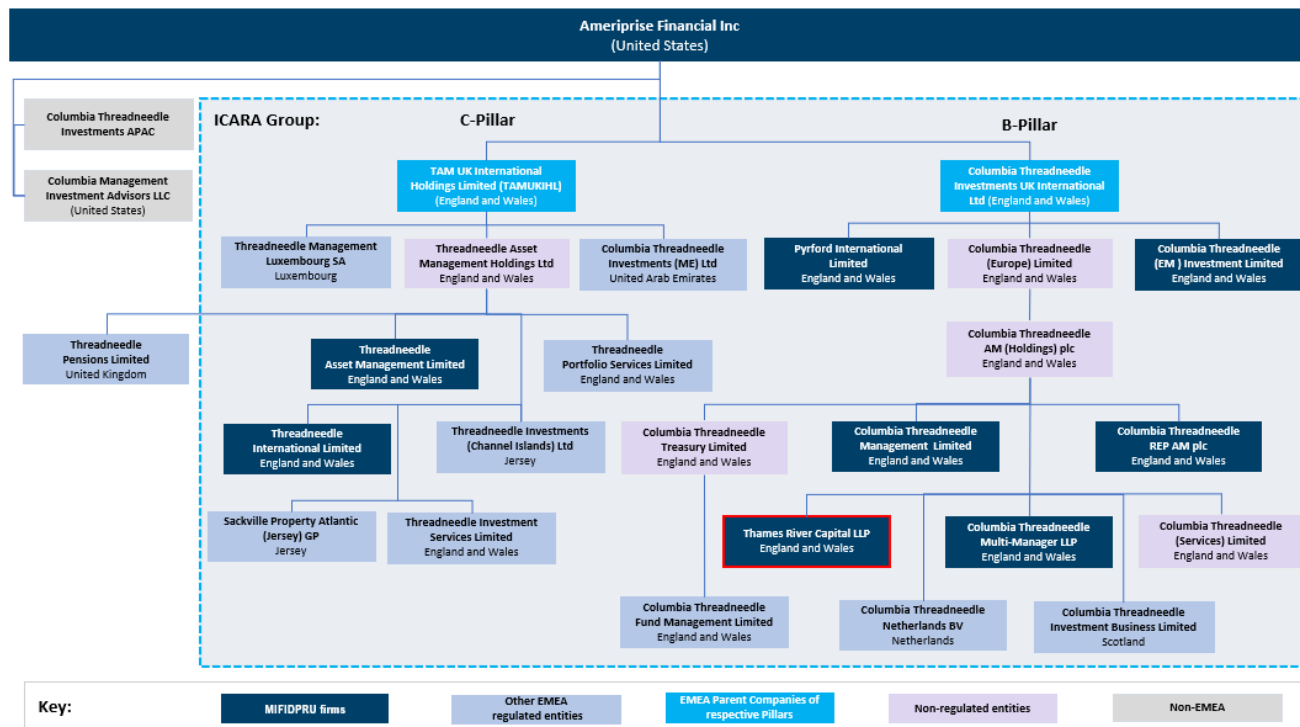 Ameriprise Financial Inc
(United States)
ICARA Group:
C-Pillar
B-Pillar
Columbia Threadneedle
Investments APAC
Columbia Management
Investment Advisors LLC
(United States)
TAM UK International
Holdings Limited (TAMUKIHL)
(England and Wales)
Columbia Threadneedle
Investments UK International
Ltd (England and Wales)
Threadneedle Management
Luxembourg SA
Luxembourg
Threadneedle Asset
Management Holdings Ltd
England and Wales
Columbia Threadneedle
Investments (ME) Ltd
United Arab Emirates
Pyrford International
Limited
England and Wales
Columbia Threadneedle
(Europe) Limited
England and Wales
Columbia Threadneedle
(EM ) Investment Limited
England and Wales
Threadneedle
Pensions Limited
United Kingdom
Threadneedle
Asset Management Limited
England and Wales
Threadneedle
Portfolio Services Limited
England and Wales
Columbia Threadneedle
AM (Holdings) plc
England and Wales
Threadneedle
International Limited
England and Wales
Threadneedle Investments
(Channel Islands) Ltd
Jersey
Columbia Threadneedle
Treasury Limited
England and Wales
Columbia Threadneedle
Management Limited
England and Wales
Columbia Threadneedle
REP AM plc
England and Wales
Sackville Property Atlantic
(Jersey) GP
Jersey
Threadneedle Investment
Services Limited
England and Wales
Thames River Capital LLP
England and Wales
Columbia Threadneedle
Multi-Manager LLP
England and Wales
Columbia Threadneedle
(Services) Limited
England and Wales
Columbia Threadneedle
Fund Management Limited
England and Wales
Columbia Threadneedle
Netherlands BV
Netherlands
Columbia Threadneedle
Investment Business Limited
Scotland
Key:
MIFIDPRU firms
Other EMEA
regulated entities
EMEA Parent Companies of
respective Pillars
Non-regulated entities
Non-EMEA